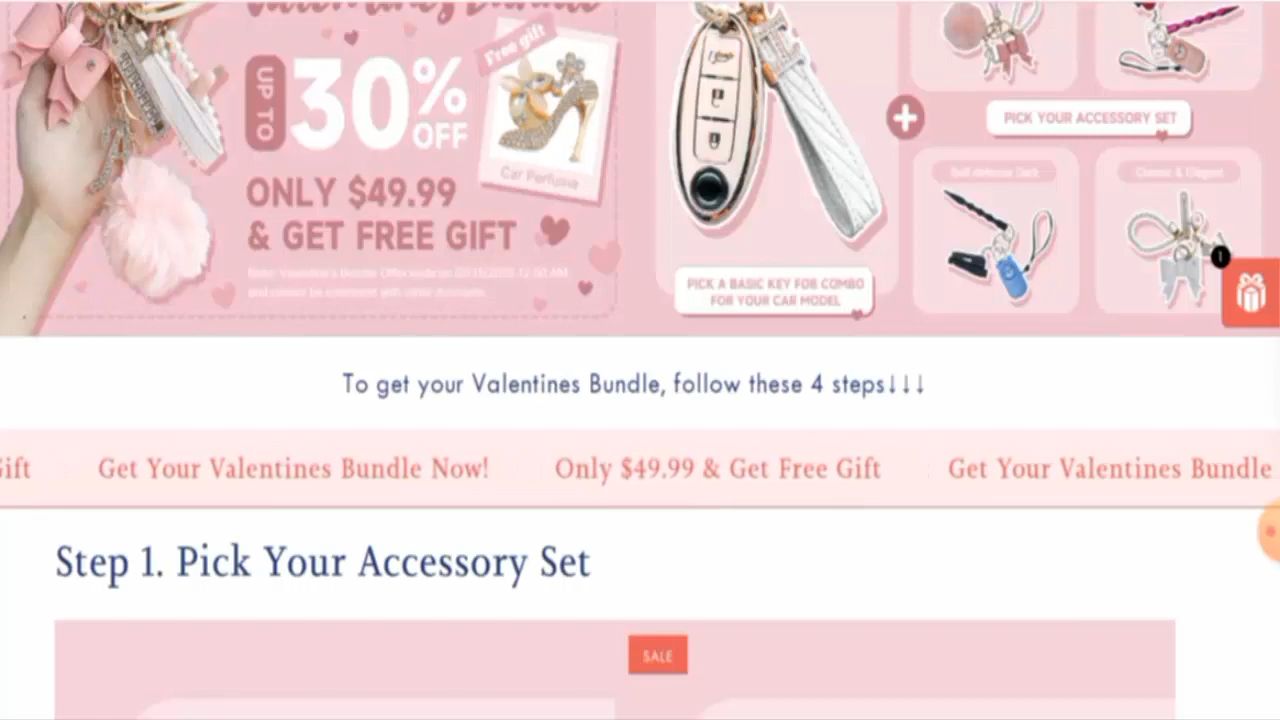 Valentines Bundle
UP TO
30%
OFF
ONLY $49.99
& GET FREE GIFT
Free gift
Car Perfume
PICK A BASIC KEY FOB COMBO
FOR YOUR CAR MODEL
PICK YOUR ACCESSORY SET
To get your Valentines Bundle, follow these 4 steps↓↓↓
Gift
Get Your Valentines Bundle Now!
Only $49.99 & Get Free Gift
Get Your Valentines Bundle
Step 1. Pick Your Accessory Set
SALE